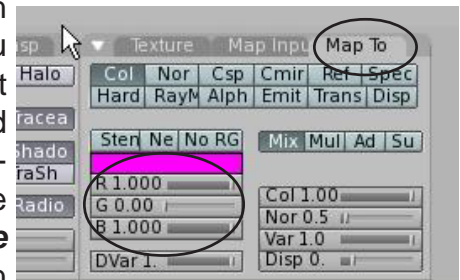 Texture Map Inpu Map To
Halo Col Nor Csp Cmir Ref Spec
Hard RayM Alph Emit Trans Disp
racea
Sten Ne No RG Mix Mul Ad Su
Shado
raSh
R 1.000
Radio G 0.00 Col 1.00
B 1.000 Nor 0.5
Var 1.0
DVar 1. Disp 0.